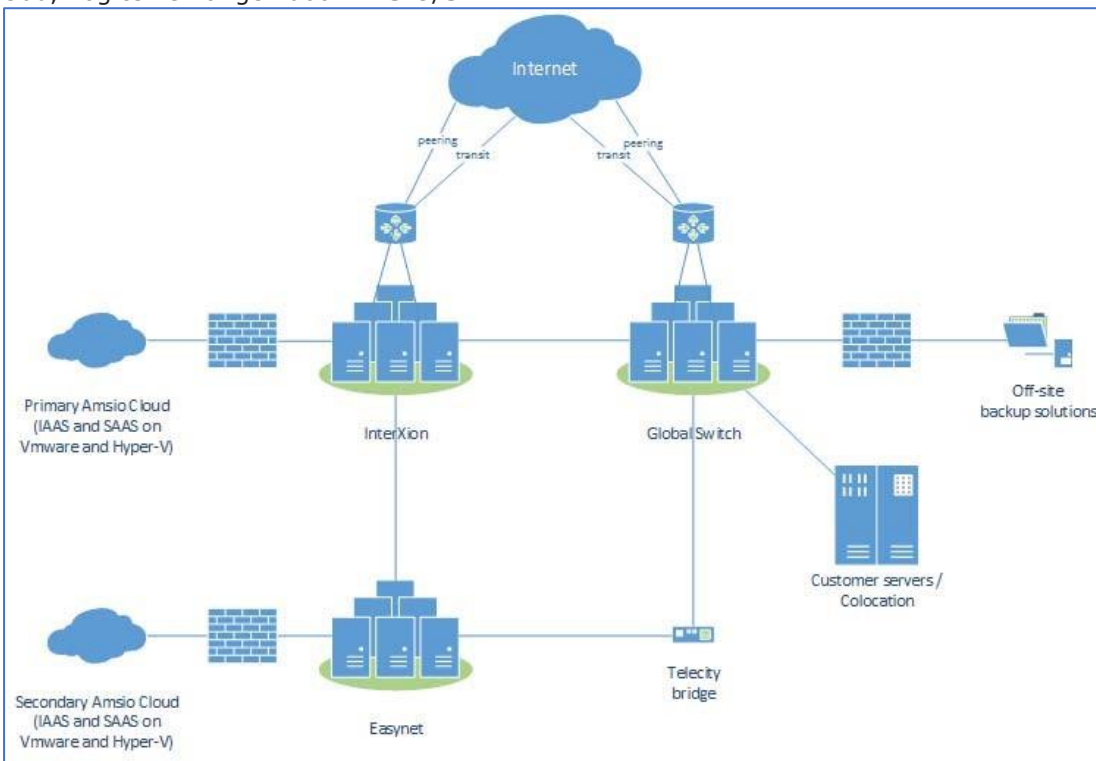 Internet
peering
transit
transit
peering
Primary Amsio Cloud
(IAAS and SAAS on
Vmware and Hyper-V)
InterXion
Global Switch
Off-site
backup solutions
Customer servers /
Colocation
Secondary Amsio Cloud
(IAAS and SAAS on
Vmware and Hyper-V)
Easynet
Telecity
bridge